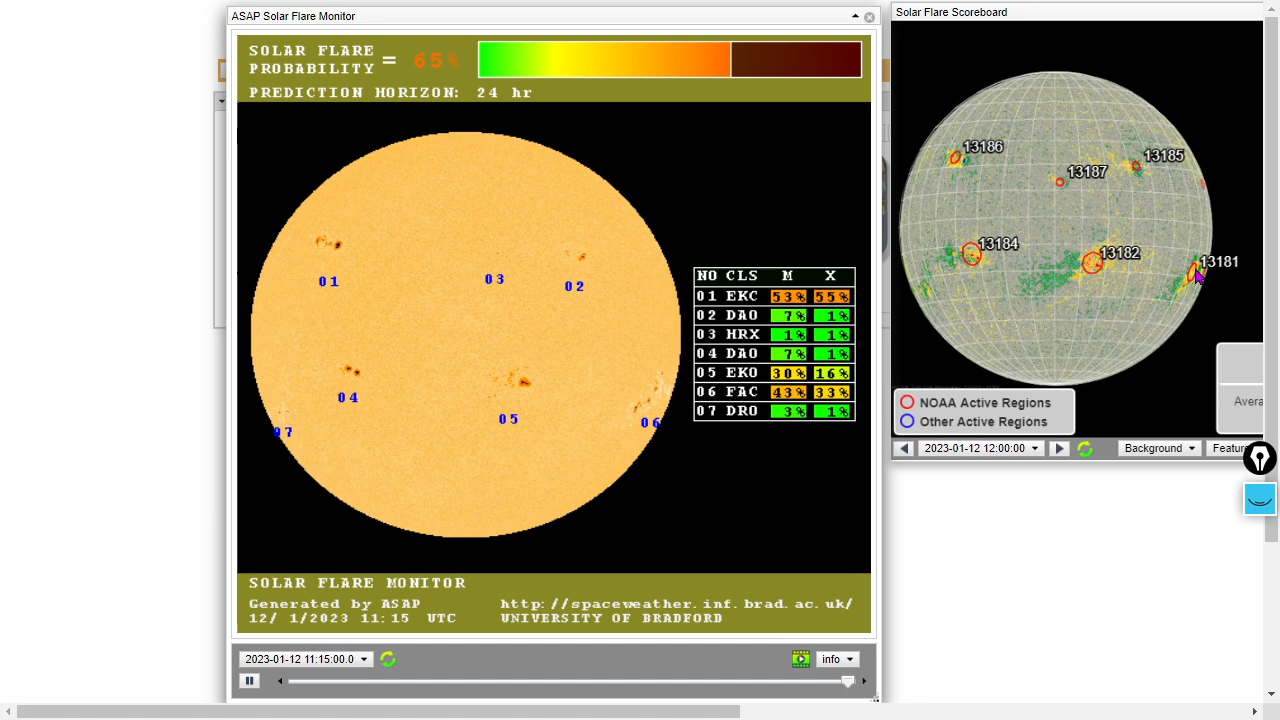 ASAP Solar Flare Monitor
SOLAR FLARE
PROBABILITY = 65%
PREDICTION HORIZON: 24 hr
01
03
02
04
05
06
07
NO CLS M X
01 EKC 53% 55%
02 DAO 7% 1%
03 HRX 1% 1%
04 DAO 7% 1%
05 EKO 30% 16%
06 FAC 43% 33%
07 DRO 3% 1%
SOLAR FLARE MONITOR
Generated by ASAP http://spaceweather.inf.brad.ac.uk/
12/ 1/2023 11:15 UTC UNIVERSITY OF BRADFORD
2023-01-12 11:15:00.0
info
Solar Flare Scoreboard
13186
13185
13187
13184
13182
13181
NOAA Active Regions
Other Active Regions
Avera
2023-01-12 12:00:00
Background
Featur